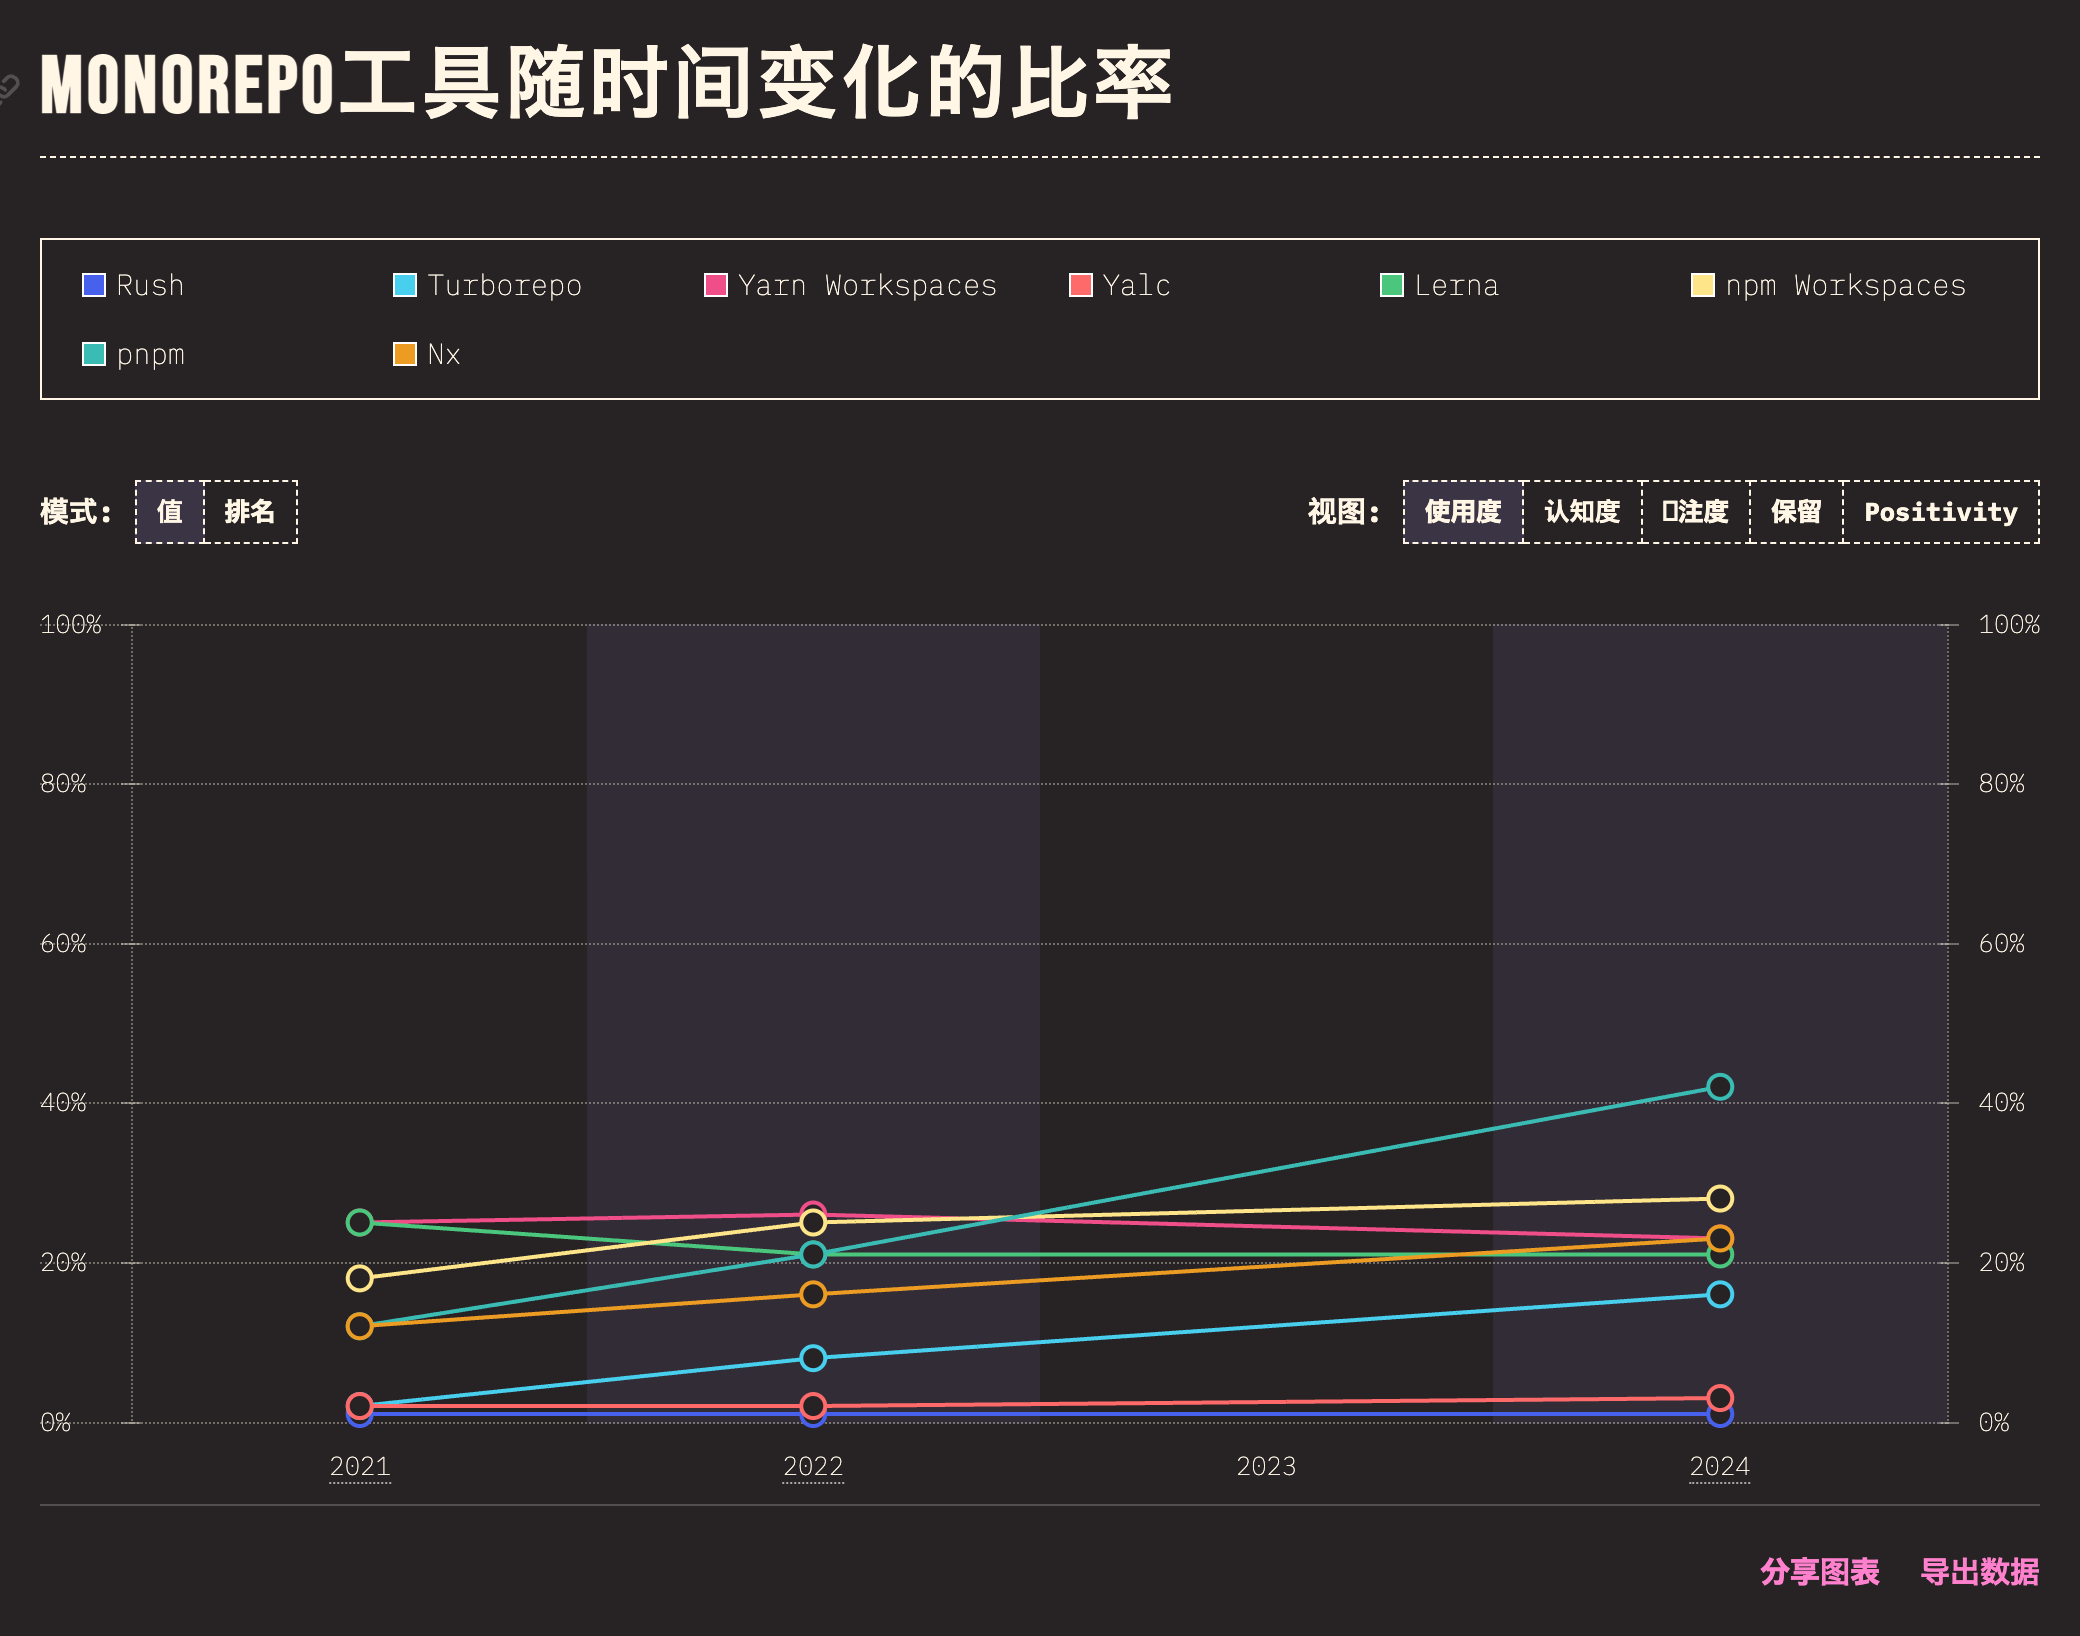 MONOREPO工具随时间变化的比率
Rush Turborepo Yarn Workspaces Yalc Lerna npm Workspaces
pnpm Nx
模式: 值 排名 视图: 使用度 认知度 注度 保留 Positivity
100% 100%
80% 80%
60% 60%
40% 40%
20% 20%
0% 0%
2021 2022 2023 2024
分享图表 导出数据